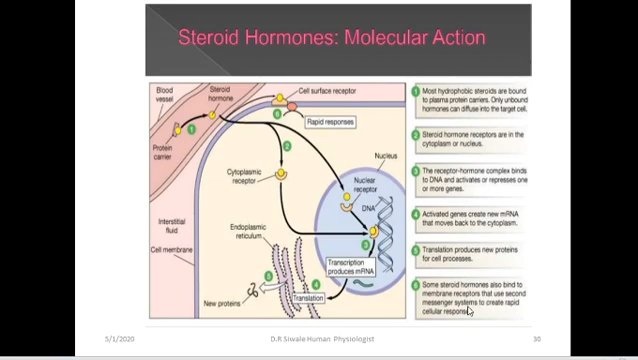 Steroid Hormones: Molecular Action
Blood
vessel
Steroid
hormone
Cell surface receptor
Rapid responses
Protein
carrier
Cytoplasmic
receptor
Nucleus
Nuclear
receptor
DNA
Interstitial
fluid
Endoplasmic
reticulum
Cell membrane
Transcription
produces mRNA
New proteins
Translation
1
2
3
4
5
6
1 Most hydrophobic steroids are bound
to plasma protein carriers. Only unbound
hormones can diffuse into the target cell.
2 Steroid hormone receptors are in the
cytoplasm or nucleus.
3 The receptor-hormone complex binds
to DNA and activates or represses one
or more genes.
4 Activated genes create new mRNA
that moves back to the cytoplasm.
5 Translation produces new proteins
for cell processes.
6 Some steroid hormones also bind to
membrane receptors that use second
messenger systems to create rapid
cellular responses.
5/1/2020
D.R Siwale Human Physiologist
30